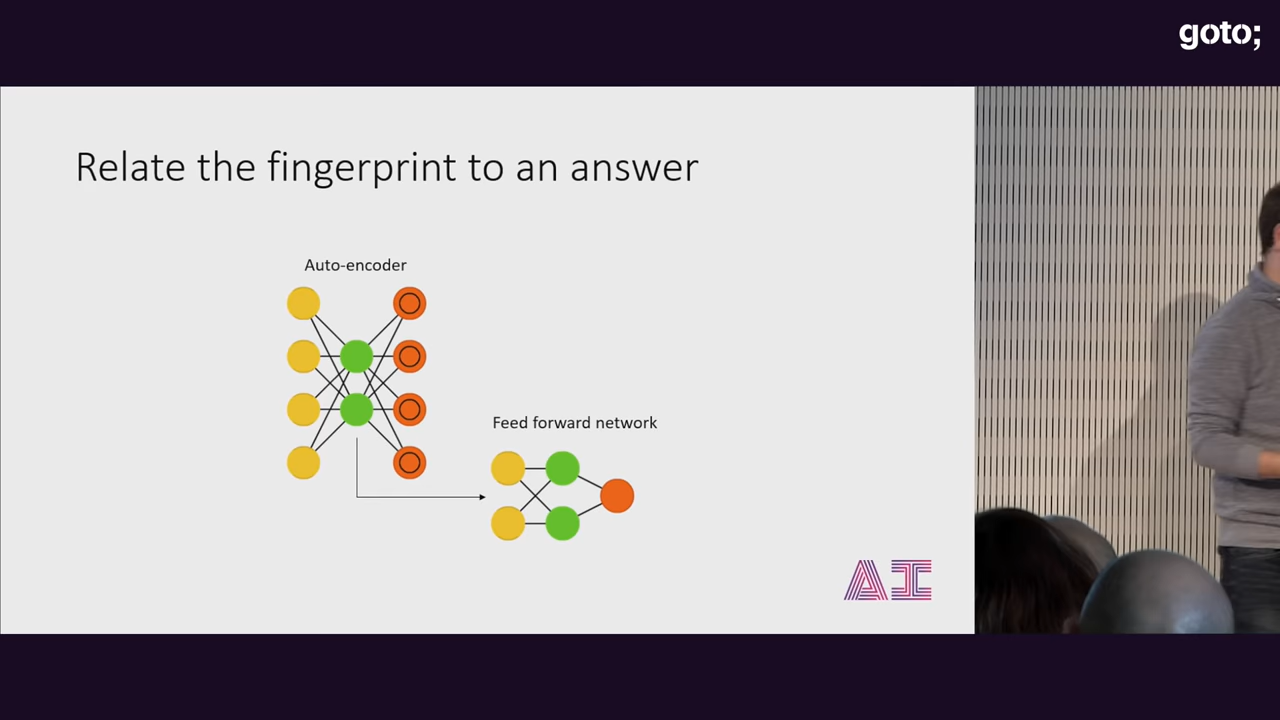 goto;
Relate the fingerprint to an answer
Auto-encoder
Feed forward network
AI